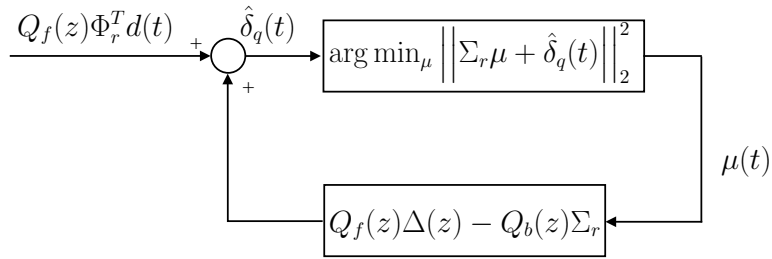 Q_f(z)Φ_r^T d(t)
+
δ̂_q(t)
arg min_μ ||Σ_r μ + δ̂_q(t)||_2^2
+
μ(t)
Q_f(z)Δ(z) − Q_b(z)Σ_r